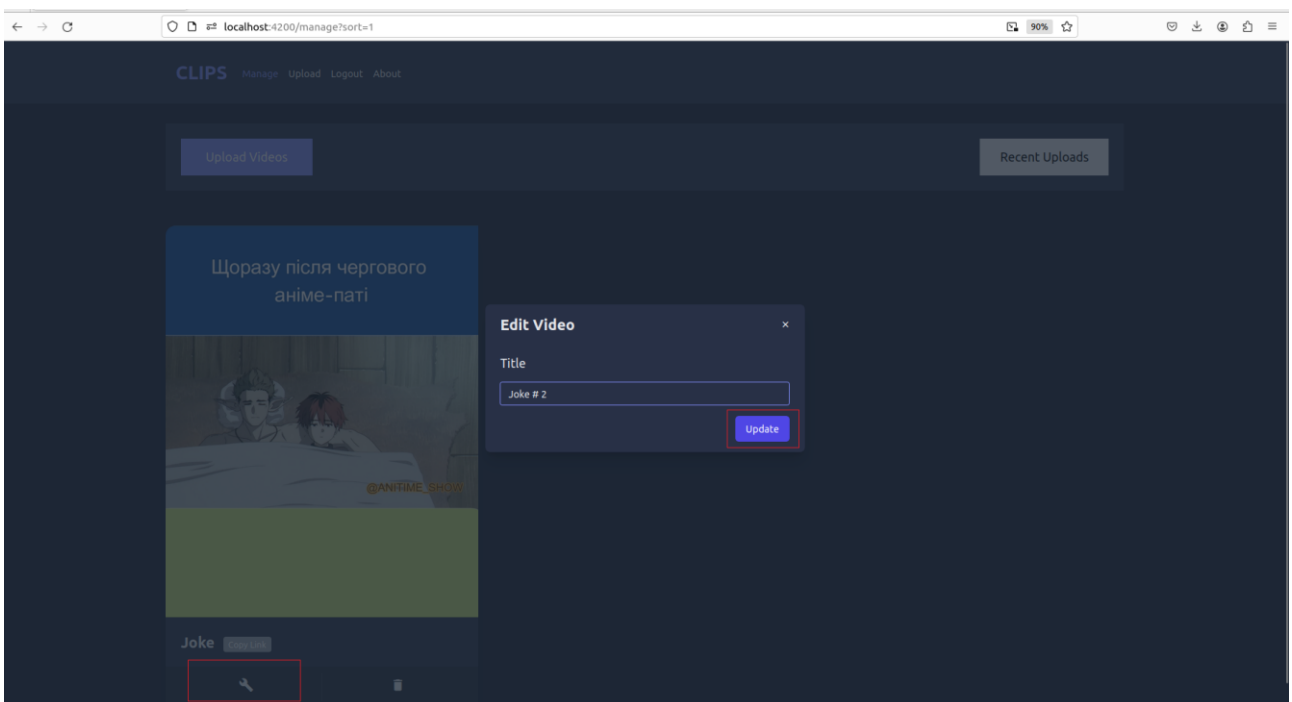 localhost:4200/manage?sort=1
90%
CLIPS Manage Upload Logout About
Upload Videos
Recent Uploads
Щоразу після чергового
аніме-паті
@ANITIME_SHOW
Edit Video ×
Title
Joke # 2
Update
Joke Copy Link